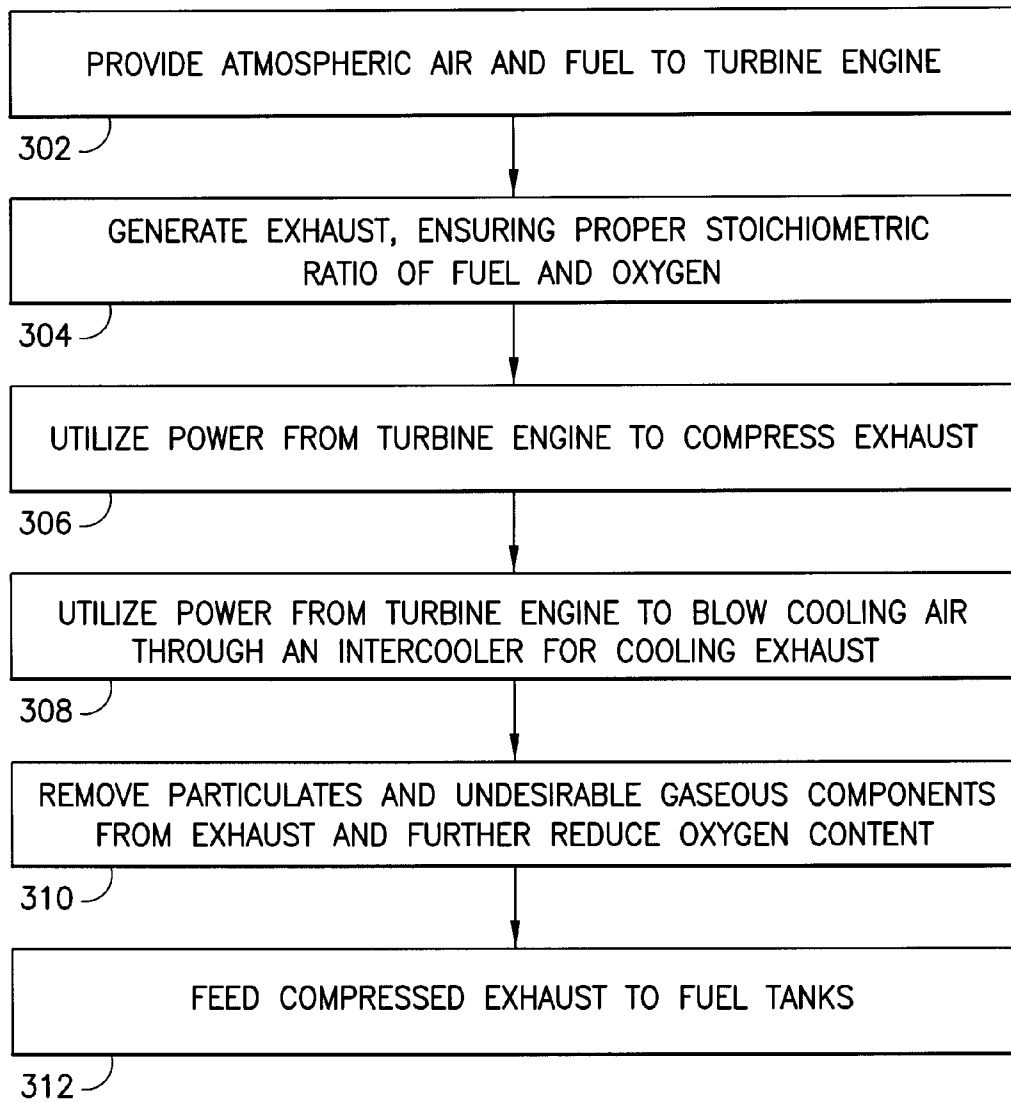 PROVIDE ATMOSPHERIC AIR AND FUEL TO TURBINE ENGINE
302
GENERATE EXHAUST, ENSURING PROPER STOICHIOMETRIC
RATIO OF FUEL AND OXYGEN
304
UTILIZE POWER FROM TURBINE ENGINE TO COMPRESS EXHAUST
306
UTILIZE POWER FROM TURBINE ENGINE TO BLOW COOLING AIR
THROUGH AN INTERCOOLER FOR COOLING EXHAUST
308
REMOVE PARTICULATES AND UNDESIRABLE GASEOUS COMPONENTS
FROM EXHAUST AND FURTHER REDUCE OXYGEN CONTENT
310
FEED COMPRESSED EXHAUST TO FUEL TANKS
312